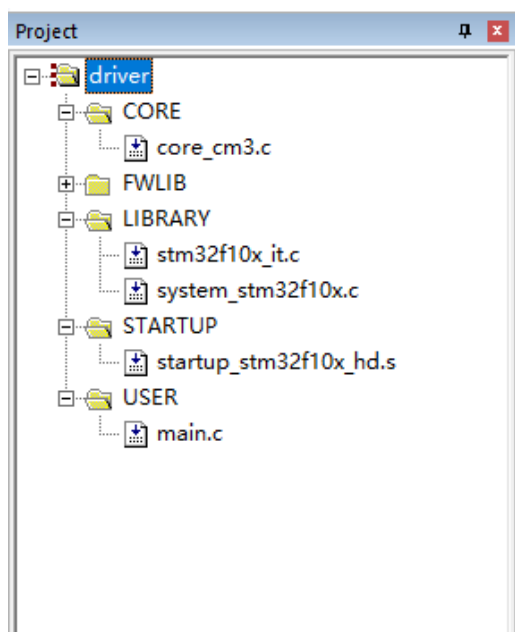 Project
driver
CORE
core_cm3.c
FWLIB
LIBRARY
stm32f10x_it.c
system_stm32f10x.c
STARTUP
startup_stm32f10x_hd.s
USER
main.c